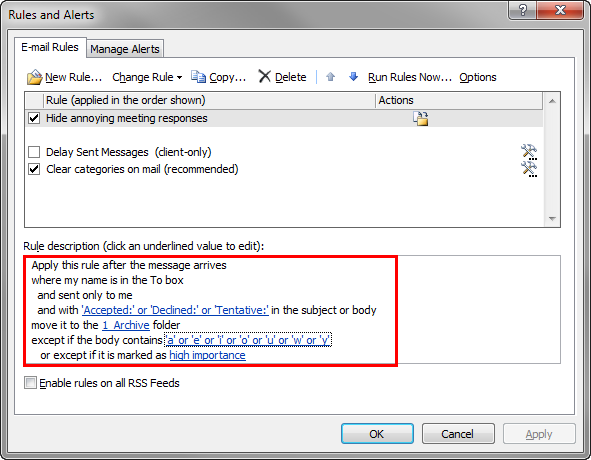 Rules and Alerts
E-mail Rules
Manage Alerts
New Rule... Change Rule Copy... Delete Run Rules Now... Options
Rule (applied in the order shown) Actions
Hide annoying meeting responses
Delay Sent Messages (client-only)
Clear categories on mail (recommended)
Rule description (click an underlined value to edit):
Apply this rule after the message arrives
where my name is in the To box
and sent only to me
and with 'Accepted:' or 'Declined:' or 'Tentative:' in the subject or body
move it to the 1_Archive folder
except if the body contains 'a' or 'e' or 'i' or 'o' or 'u' or 'w' or 'y'
or except if it is marked as high importance
Enable rules on all RSS Feeds
OK Cancel Apply